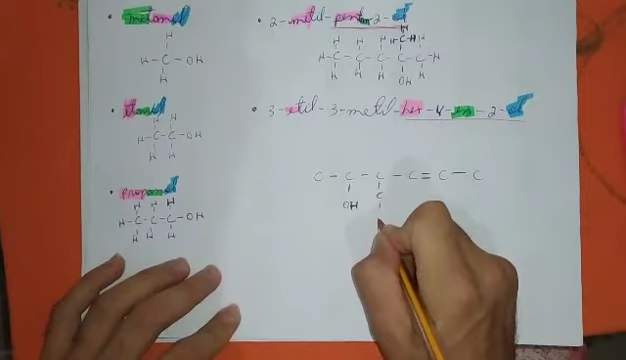 • metanol
H
H - C - OH
H
• Etanol
H H
H - C - C - OH
H H
• propanol
H H H
H - C - C - C - OH
H H H
• 2 - metil - pentan - 2 - ol
H
H H H H - C - H H
H - C - C - C - C - C - H
H H H OH H
• 3 - etil - 3 - metil - hex - 4 - en - 2 - ol
C - C - C - C = C - C
OH C